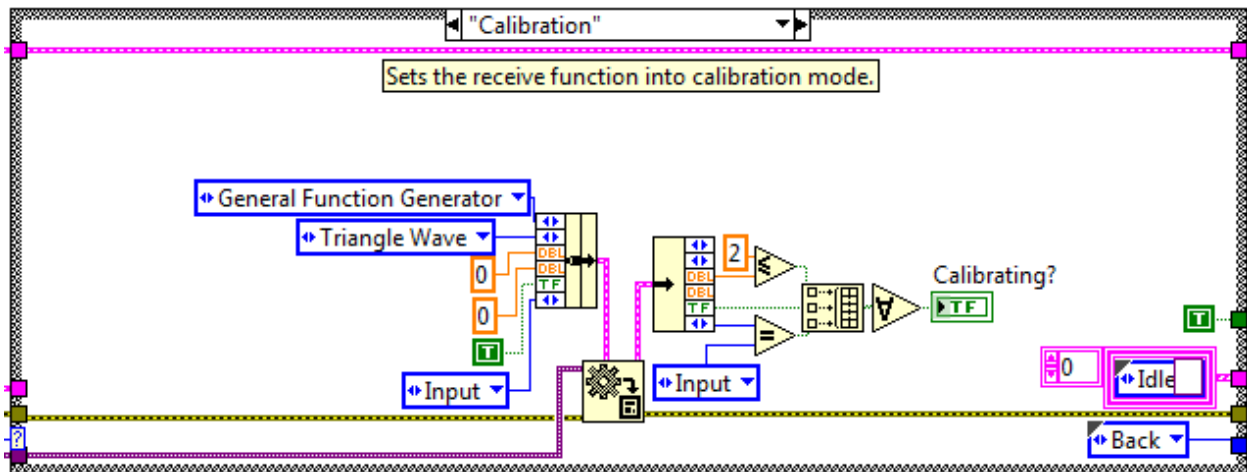 "Calibration"
Sets the receive function into calibration mode.
General Function Generator
Triangle Wave
DBL
DBL
TF
0
0
T
Input
DBL
DBL
TF
2
≤
=
Input
∀
Calibrating?
TF
T
0
Idle
Back
?